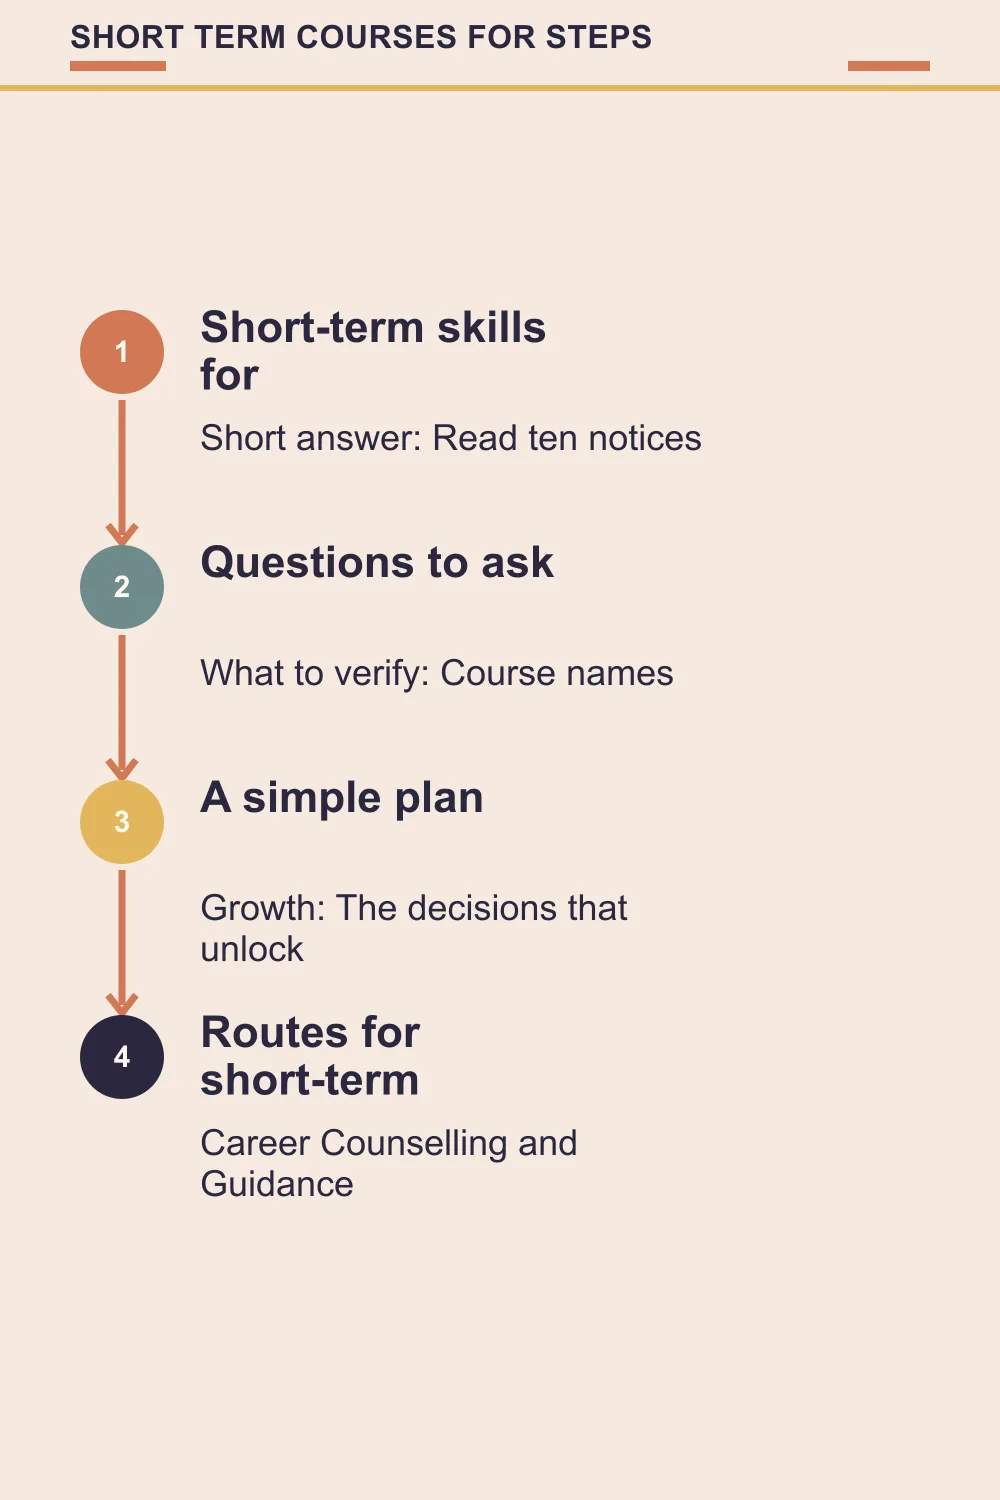 SHORT TERM COURSES FOR STEPS
1
Short-term skills
for
Short answer: Read ten notices
2
Questions to ask
What to verify: Course names
3
A simple plan
Growth: The decisions that
unlock
4
Routes for
short-term
Career Counselling and
Guidance